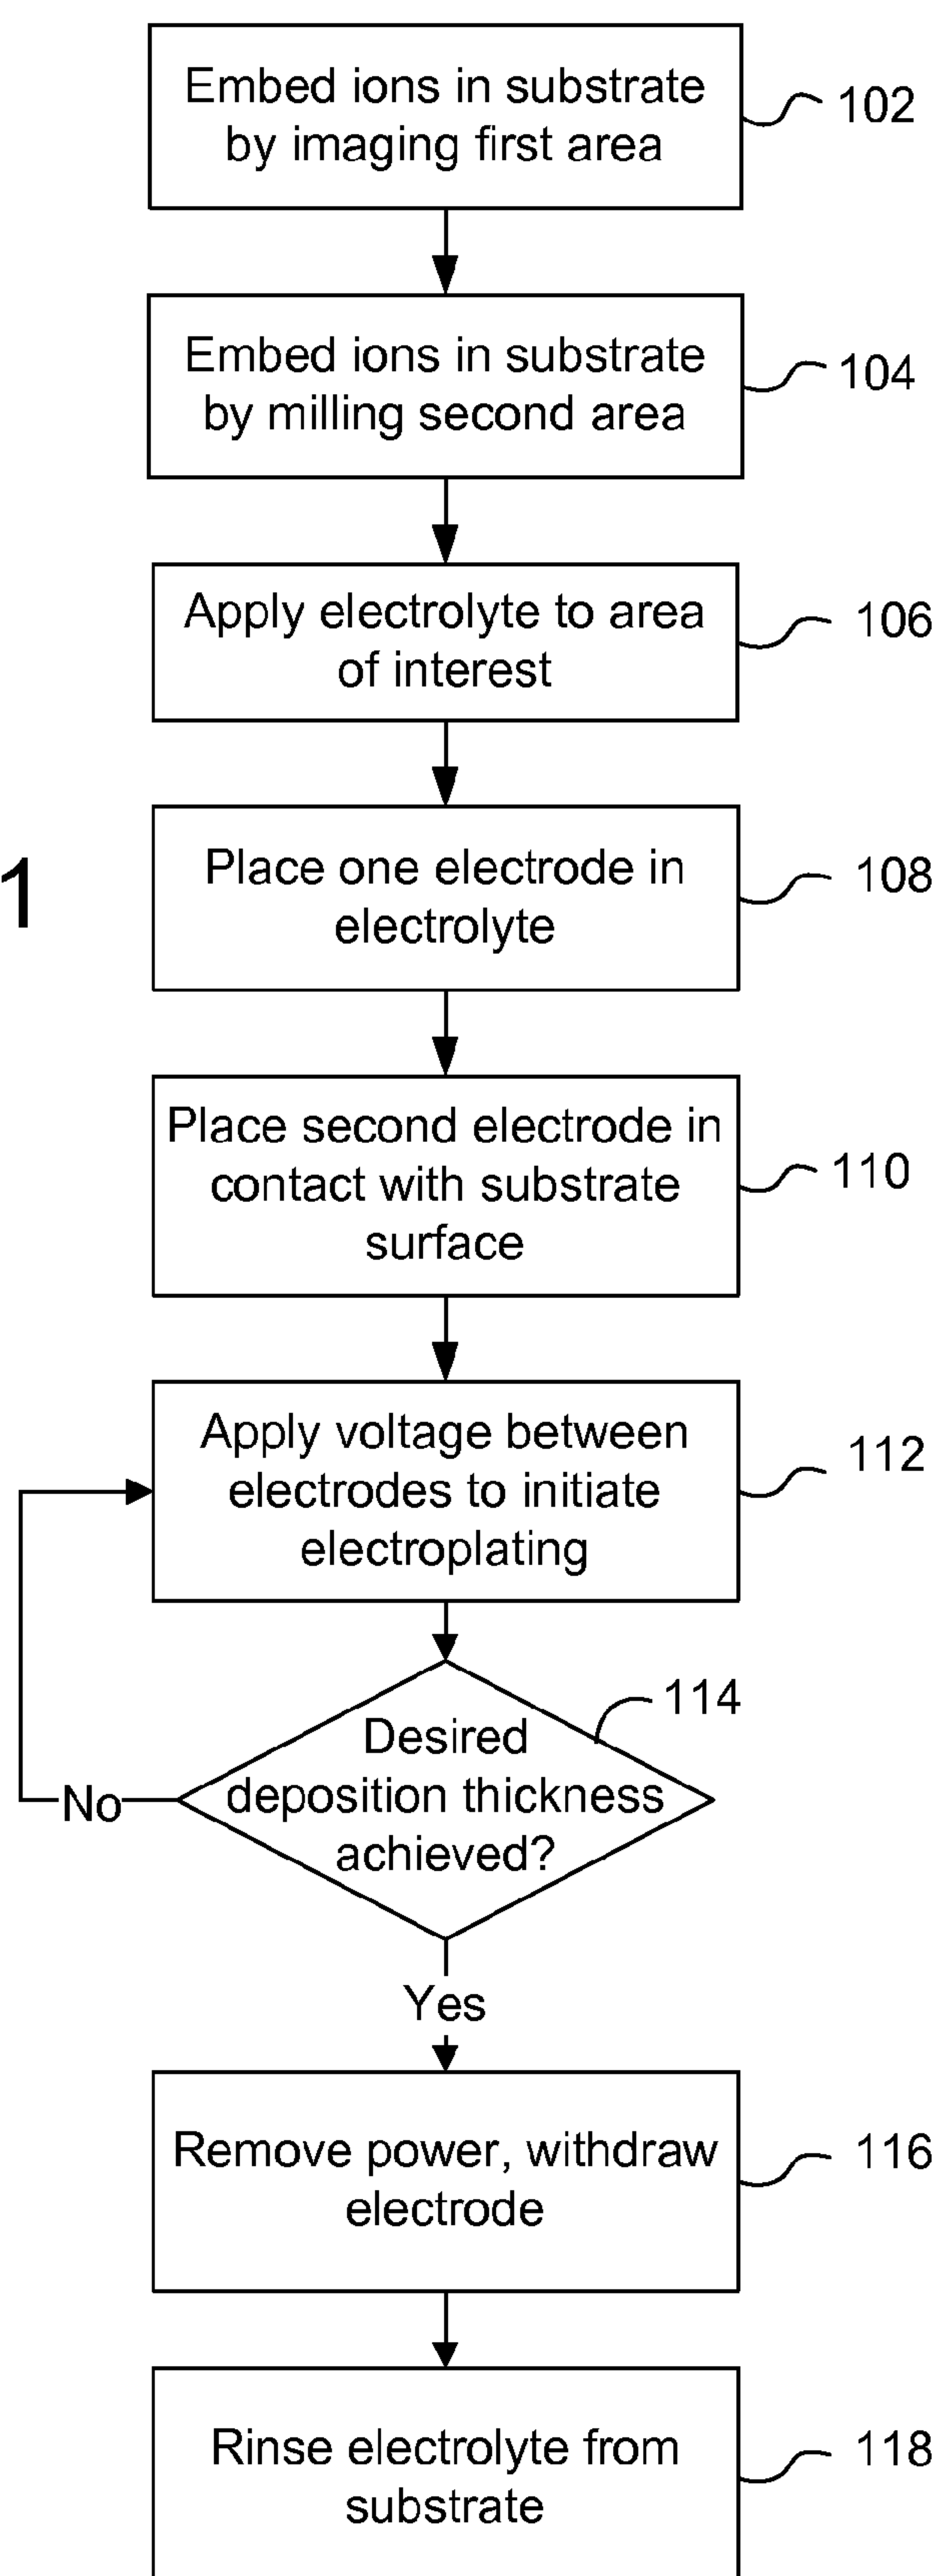 Embed ions in substrate
by imaging first area
102
Embed ions in substrate
by milling second area
104
Apply electrolyte to area
of interest
106
1
Place one electrode in
electrolyte
108
Place second electrode in
contact with substrate
surface
110
Apply voltage between
electrodes to initiate
electroplating
112
Desired
deposition thickness
achieved?
114
No
Yes
Remove power, withdraw
electrode
116
Rinse electrolyte from
substrate
118